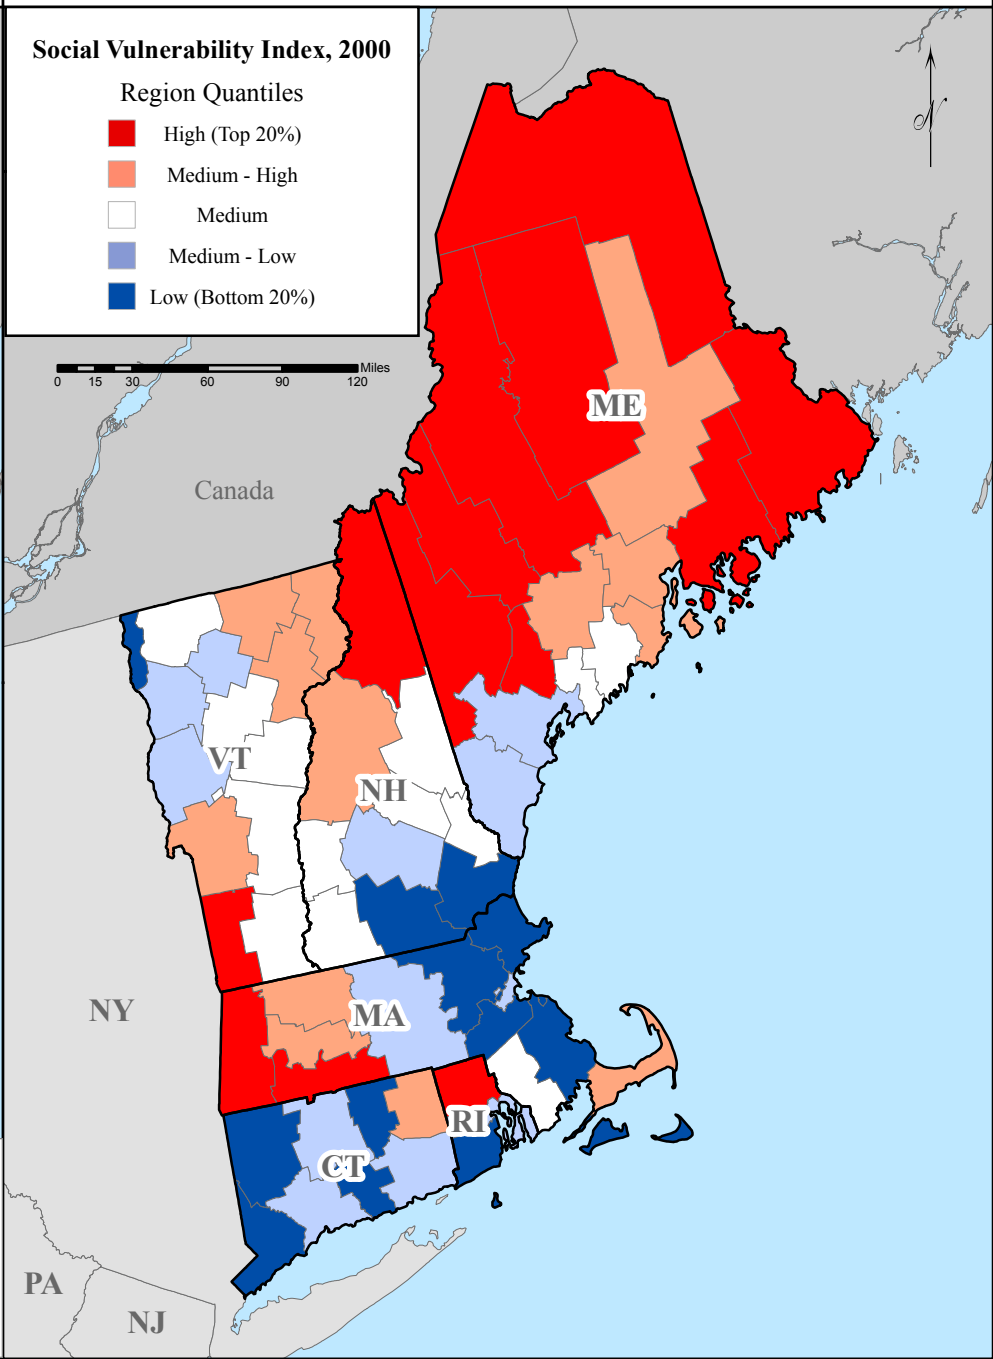 Social Vulnerability Index, 2000
Region Quantiles
High (Top 20%)
Medium - High
Medium
Medium - Low
Low (Bottom 20%)
N
Miles
0 15 30 60 90 120
ME
Canada
VT
NH
NY
MA
RI
CT
PA
NJ